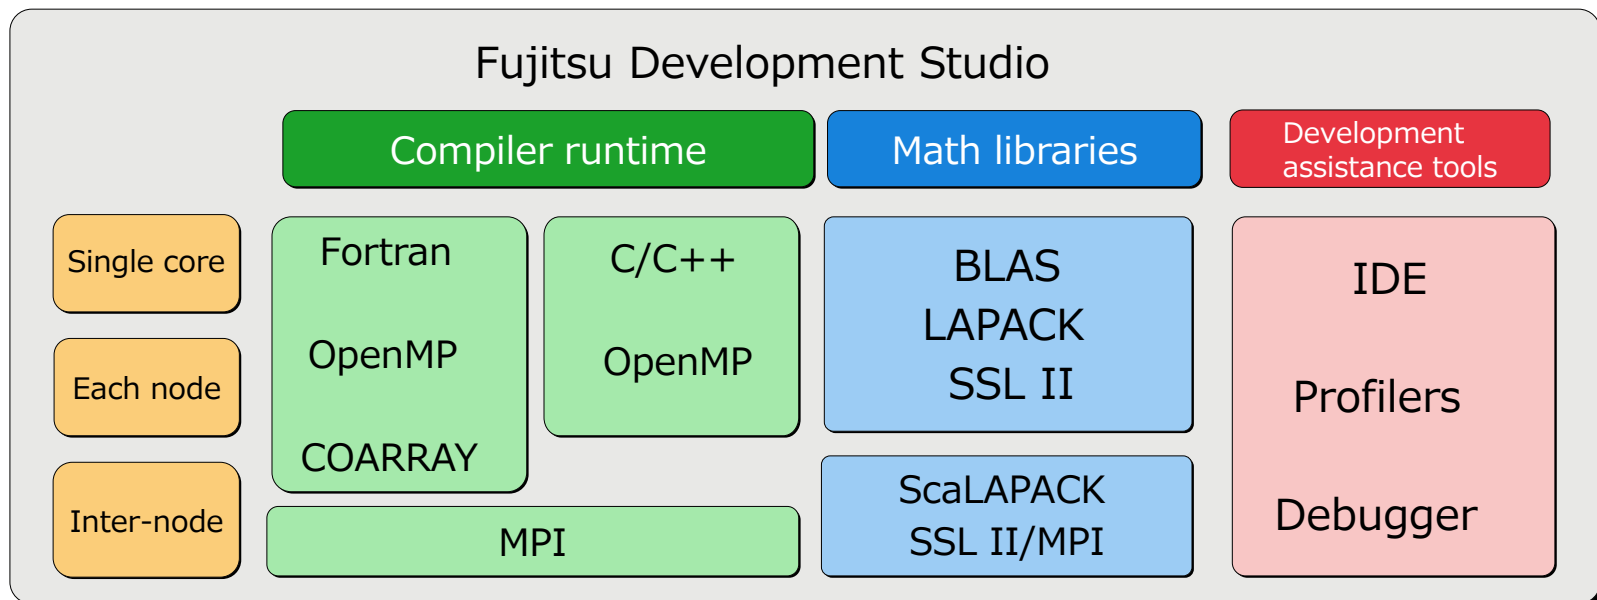 Fujitsu Development Studio
Compiler runtime
Math libraries
Development
assistance tools
Single core
Each node
Inter-node
Fortran
OpenMP
COARRAY
C/C++
OpenMP
MPI
BLAS
LAPACK
SSL II
ScaLAPACK
SSL II/MPI
IDE
Profilers
Debugger